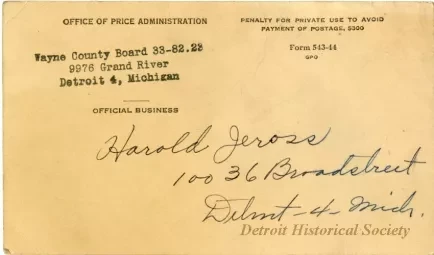 OFFICE OF PRICE ADMINISTRATION
Wayne County Board 33-82.23
9976 Grand River
Detroit 4, Michigan
OFFICIAL BUSINESS
PENALTY FOR PRIVATE USE TO AVOID
PAYMENT OF POSTAGE, $300
Form 543-44
GPO
Harold Jeross
10036 Broadstreet
Detroit-4-Mich.
Detroit Historical Society